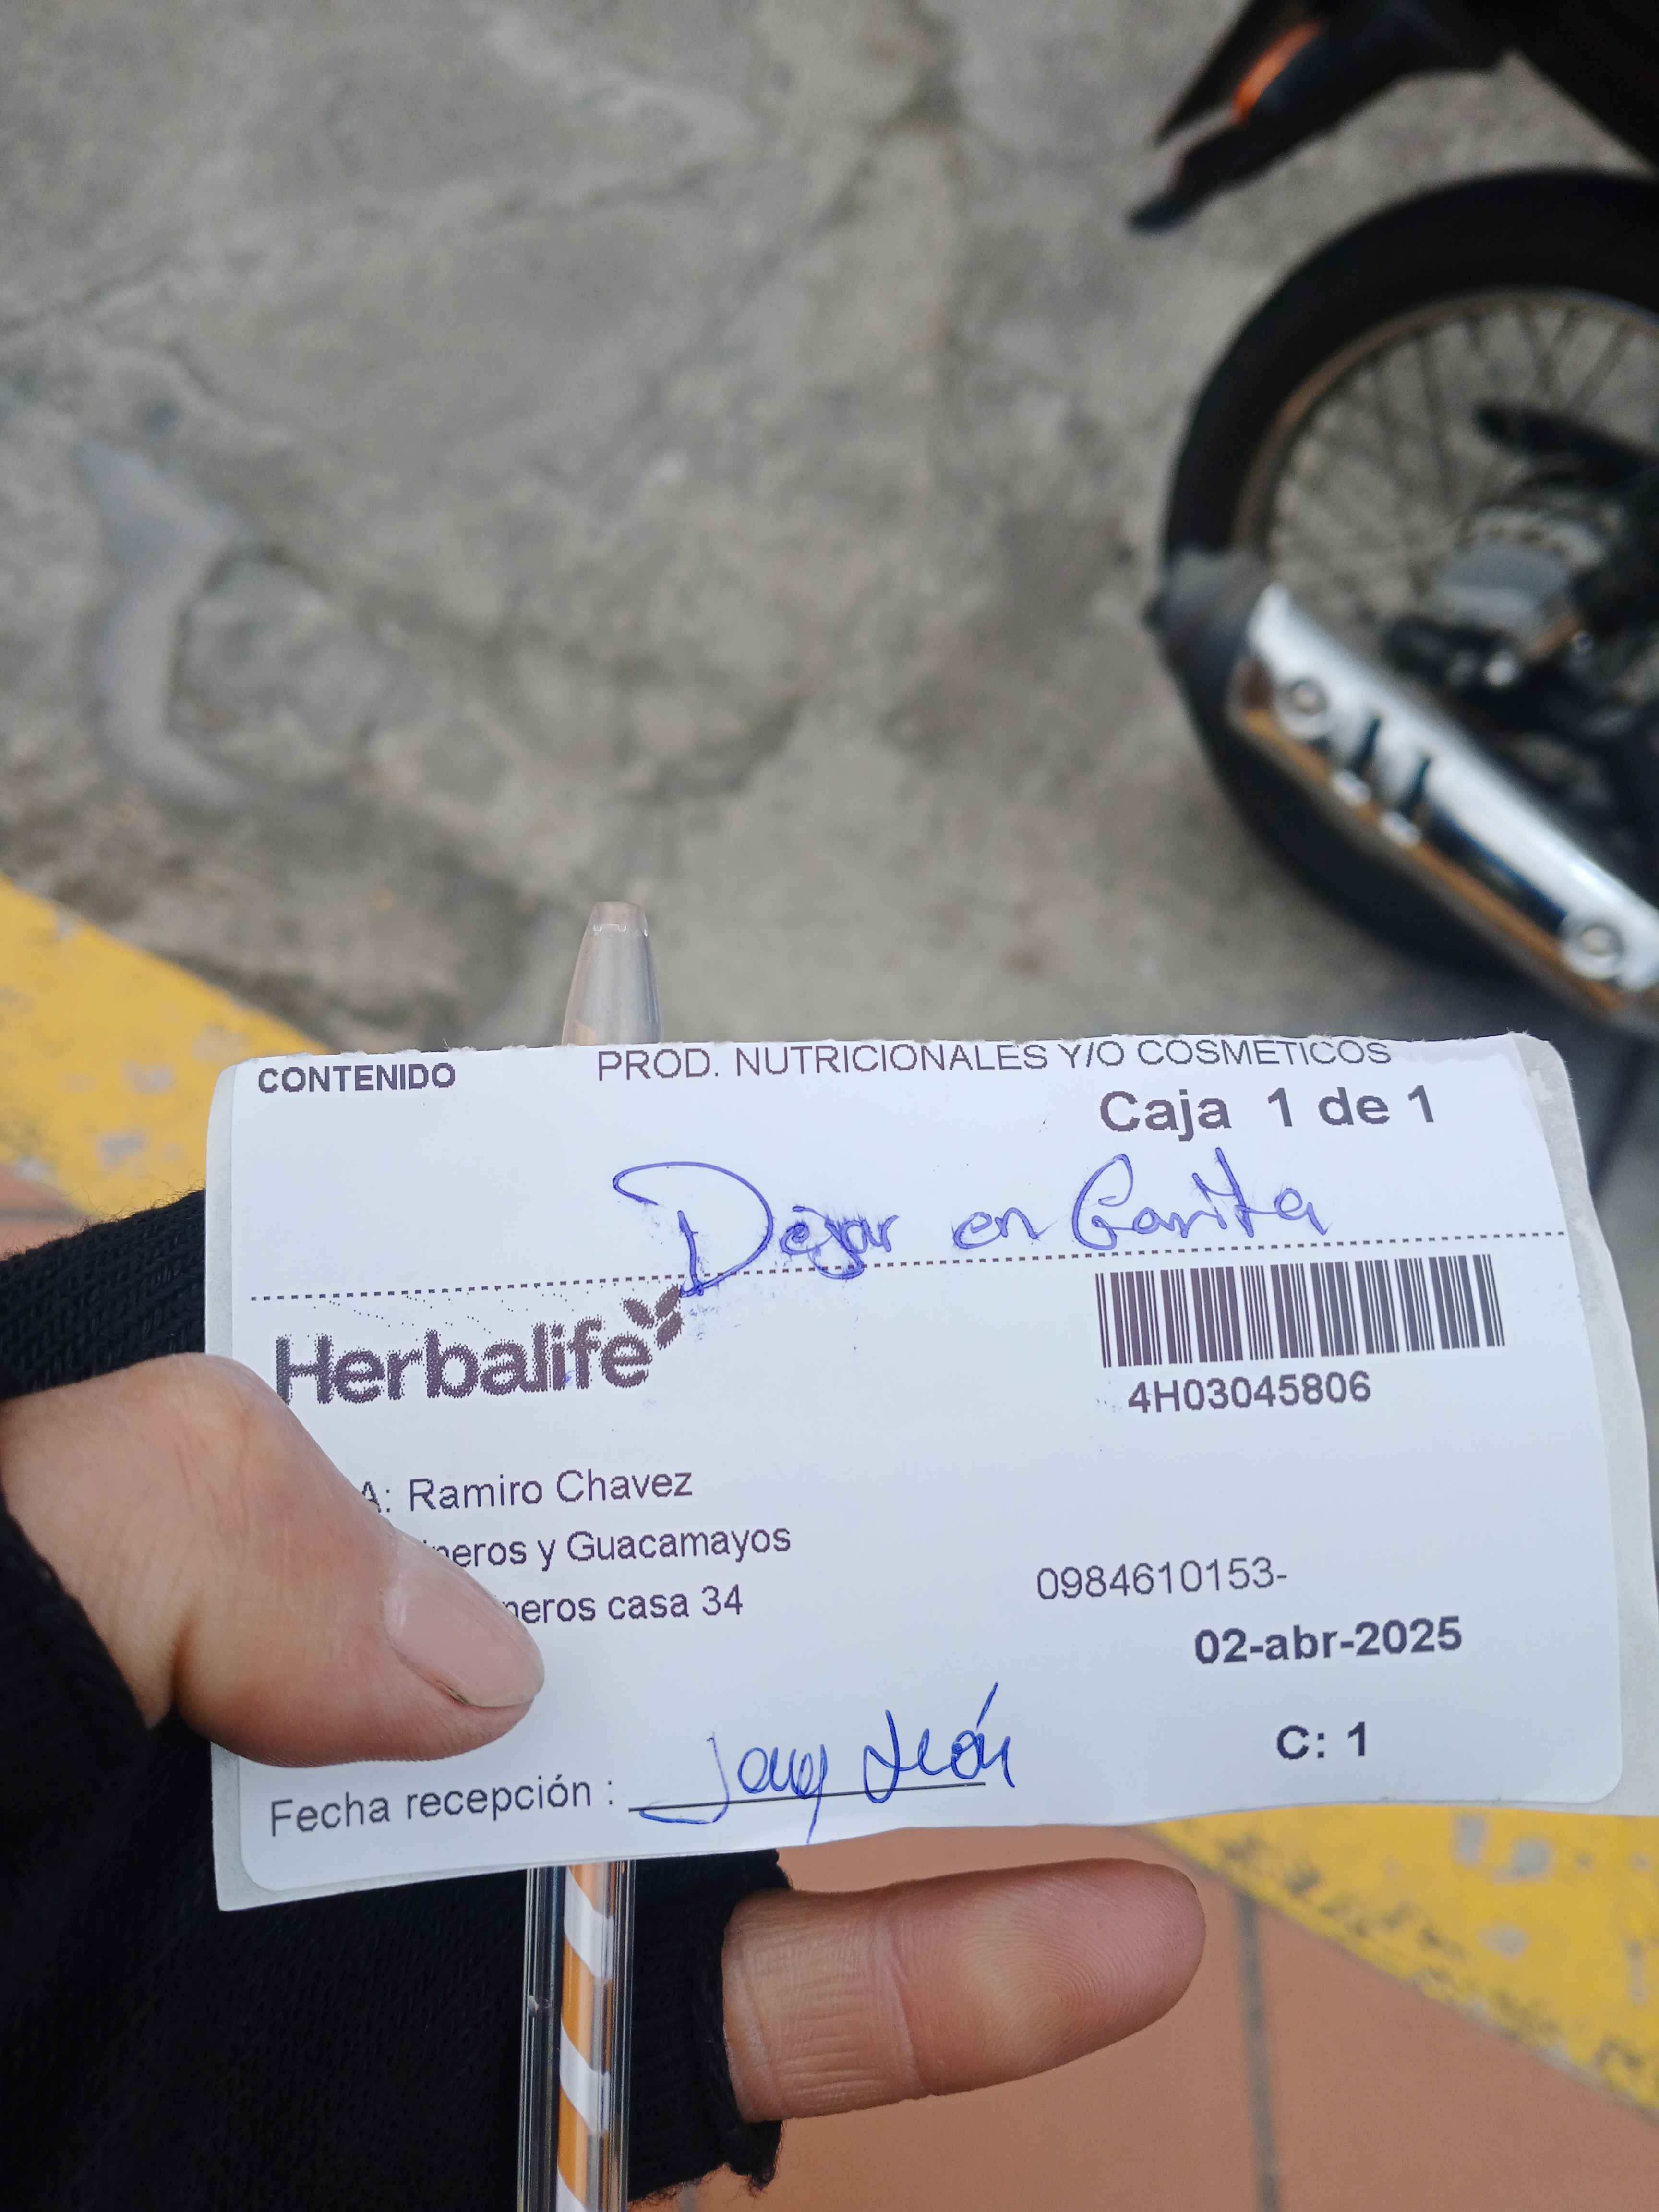 CONTENIDO PROD. NUTRICIONALES Y/O COSMETICOS
Caja 1 de 1
Dejar en Garita
Herbalife
4H03045806
A: Ramiro Chavez
neros y Guacamayos
neros casa 34
0984610153-
02-abr-2025
C: 1
Fecha recepción :